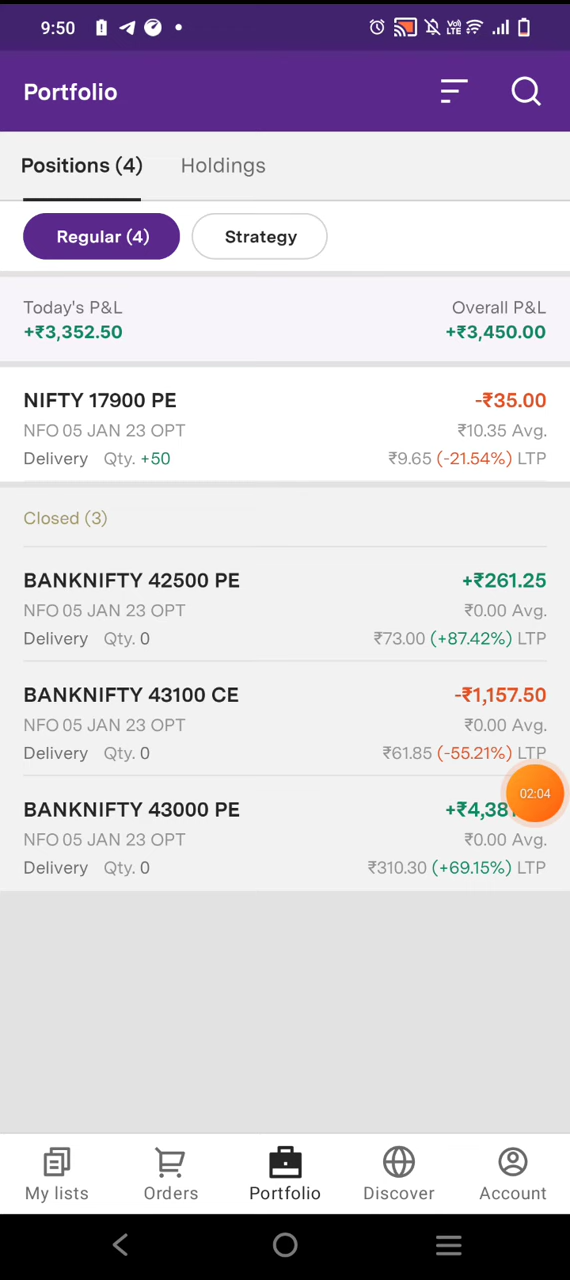 9:50
VoI) LTE
Portfolio
Positions (4) Holdings
Regular (4) Strategy
Today's P&L Overall P&L
+₹3,352.50 +₹3,450.00
NIFTY 17900 PE -₹35.00
NFO 05 JAN 23 OPT ₹10.35 Avg.
Delivery Qty. +50 ₹9.65 (-21.54%) LTP
Closed (3)
BANKNIFTY 42500 PE +₹261.25
NFO 05 JAN 23 OPT ₹0.00 Avg.
Delivery Qty. 0 ₹73.00 (+87.42%) LTP
BANKNIFTY 43100 CE -₹1,157.50
NFO 05 JAN 23 OPT ₹0.00 Avg.
Delivery Qty. 0 ₹61.85 (-55.21%) LTP
02:04
BANKNIFTY 43000 PE +₹4,38
NFO 05 JAN 23 OPT ₹0.00 Avg.
Delivery Qty. 0 ₹310.30 (+69.15%) LTP
My lists Orders Portfolio Discover Account